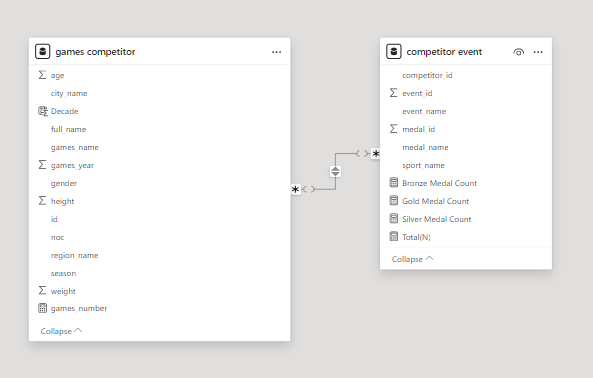 games competitor
age
city_name
Decade
full_name
games_name
games_year
gender
height
id
noc
region_name
season
weight
games_number
Collapse
competitor event
competitor_id
event_id
event_name
medal_id
medal_name
sport_name
Bronze Medal Count
Gold Medal Count
Silver Medal Count
Total(N)
Collapse